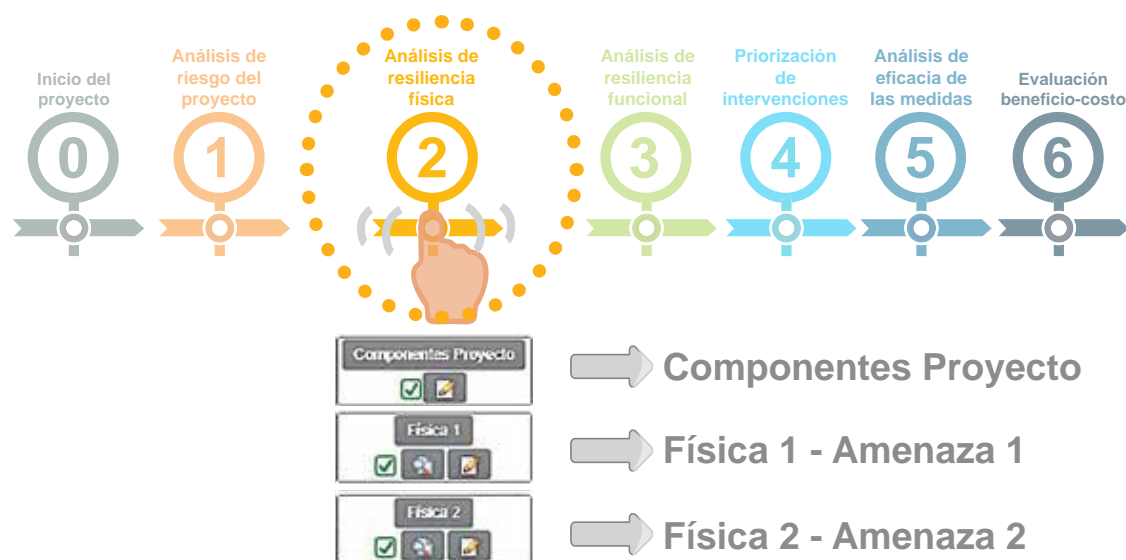 Inicio del
proyecto
0
Análisis de
riesgo del
proyecto
1
Análisis de
resiliencia
física
2
Análisis de
resiliencia
funcional
3
Priorización
de
intervenciones
4
Análisis de
eficacia de
las medidas
5
Evaluación
beneficio-costo
6
Componentes Proyecto
Componentes Proyecto
Física 1
Física 1 - Amenaza 1
Física 2
Física 2 - Amenaza 2